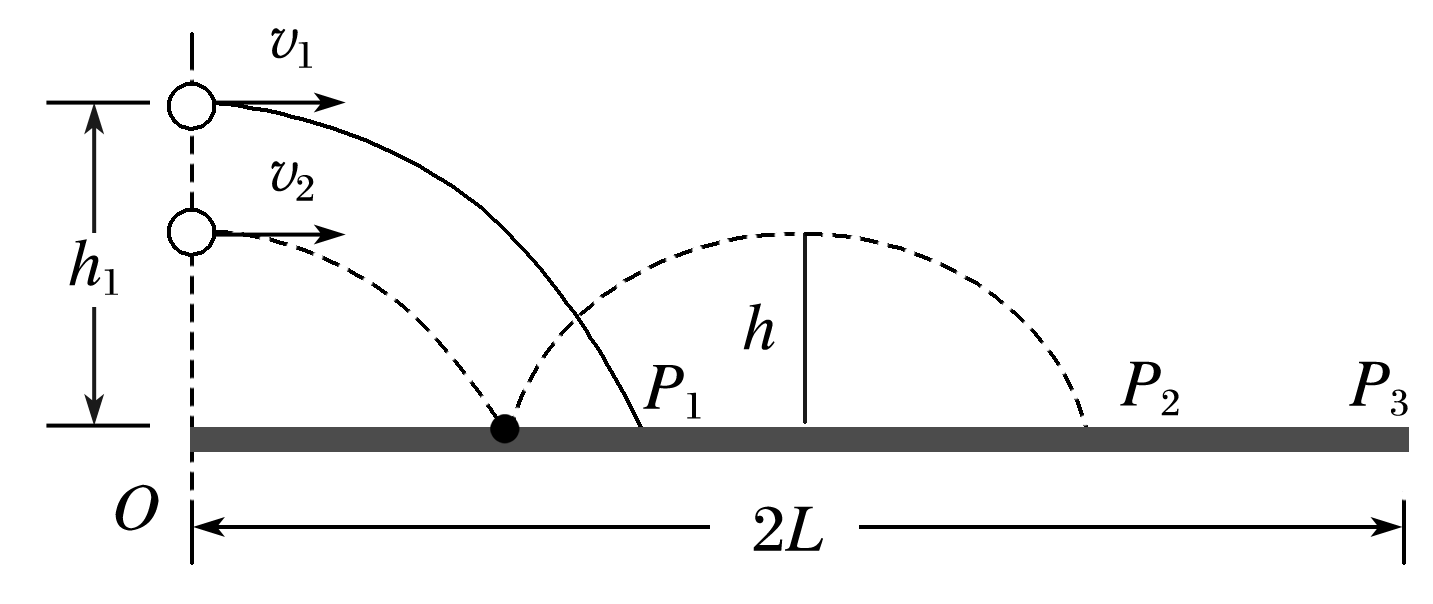 v₁
v₂
h₁
h
P₁
P₂
P₃
O
2L